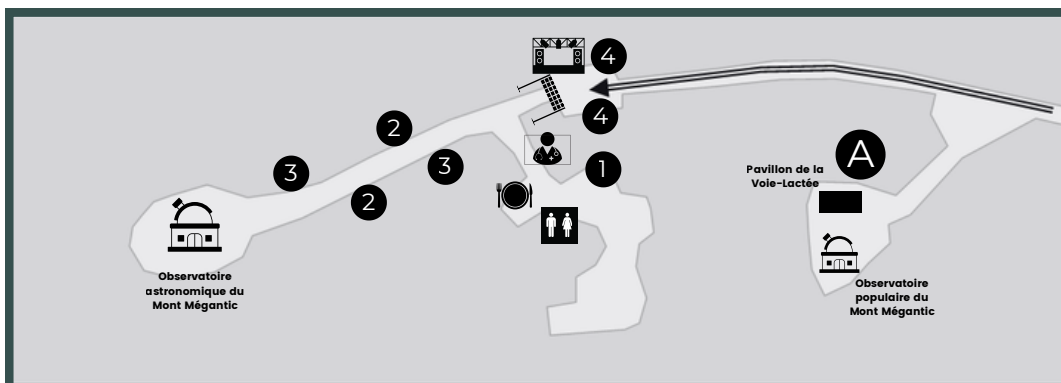 4
4
2
3
3
2
1
A
Pavillon de la
Voie-Lactée
Observatoire
astronomique du
Mont Mégantic
Observatoire
populaire du
Mont Mégantic